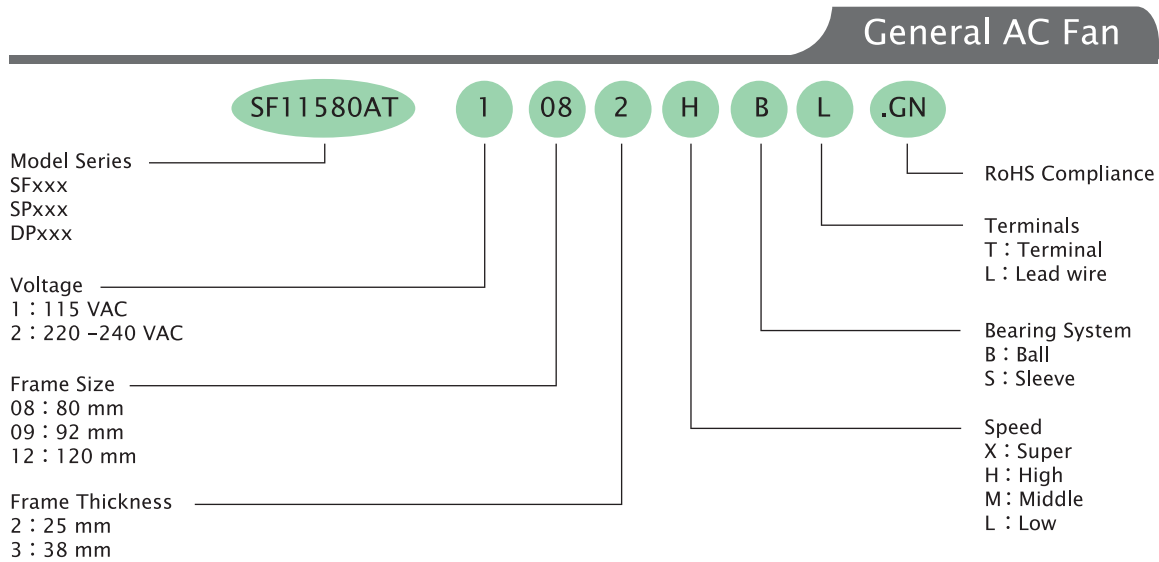 General AC Fan
SF11580AT 1 08 2 H B L .GN
Model Series
SFxxx
SPxxx
DPxxx
Voltage
1：115 VAC
2：220 –240 VAC
Frame Size
08：80 mm
09：92 mm
12：120 mm
Frame Thickness
2：25 mm
3：38 mm
RoHS Compliance
Terminals
T：Terminal
L：Lead wire
Bearing System
B：Ball
S：Sleeve
Speed
X：Super
H：High
M：Middle
L：Low